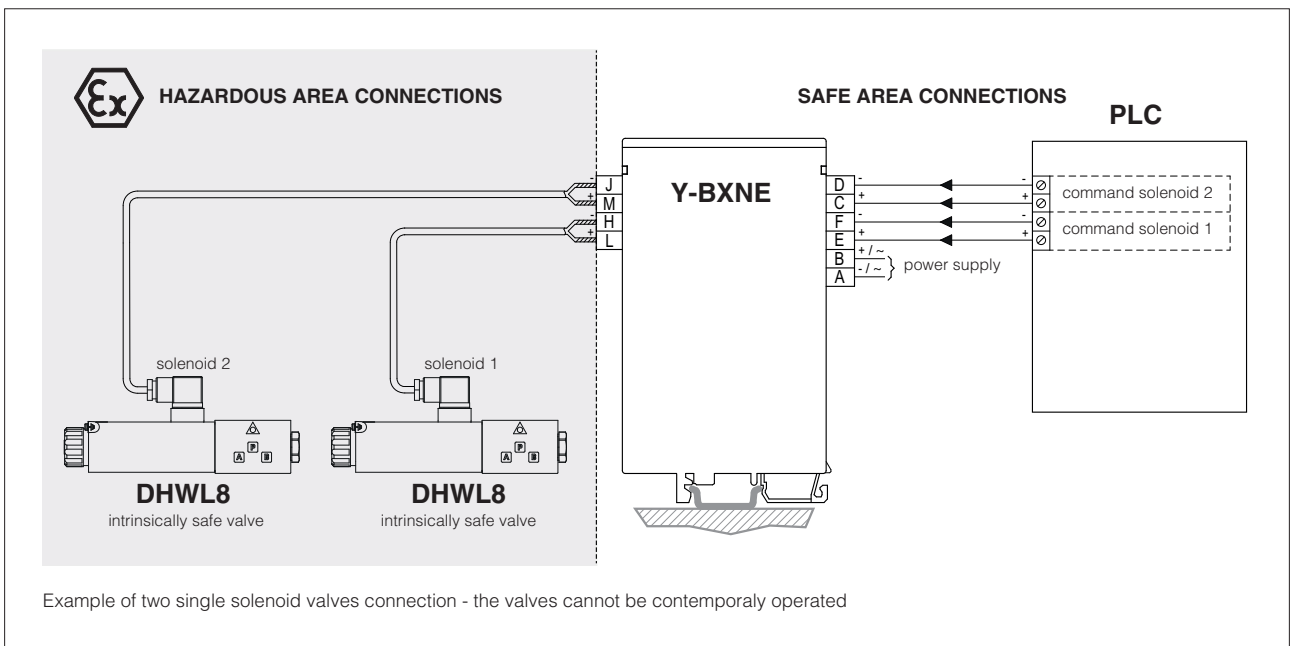 Ex
HAZARDOUS AREA CONNECTIONS
SAFE AREA CONNECTIONS
PLC
Y-BXNE
- J
+ M
- H
+ L
D -
C +
F -
E +
B + / ~
A - / ~
power supply
- command solenoid 2
+
- command solenoid 1
+
solenoid 2
solenoid 1
P
A B
P
A B
DHWL8
intrinsically safe valve
DHWL8
intrinsically safe valve
Example of two single solenoid valves connection - the valves cannot be contemporaly operated